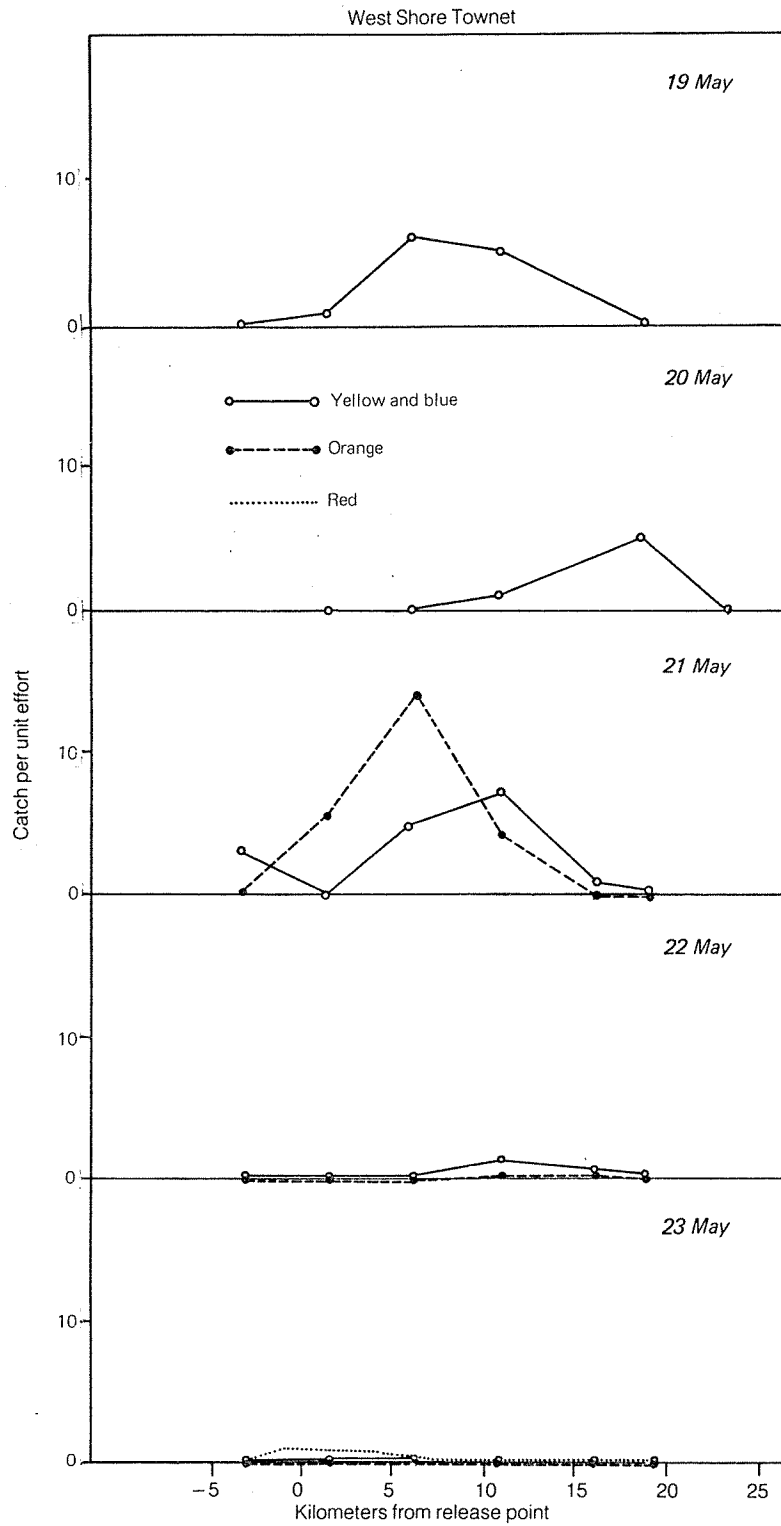 West Shore Townet
19 May
10
0
20 May
Yellow and blue
10
Orange
Red
0
21 May
Catch per unit effort
10
0
22 May
10
0
23 May
10
0
−5 0 5 10 15 20 25
Kilometers from release point